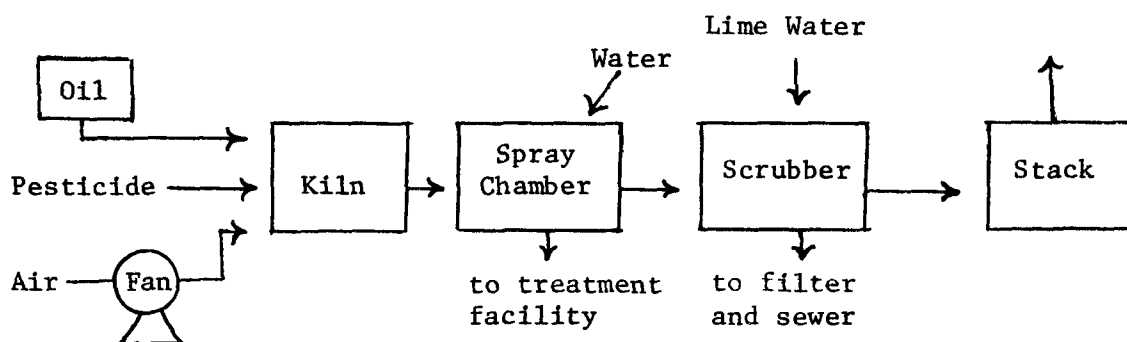 Lime Water
Water
Oil
Spray
Chamber
Scrubber
Stack
Pesticide
Kiln
Air
Fan
to treatment
facility
to filter
and sewer